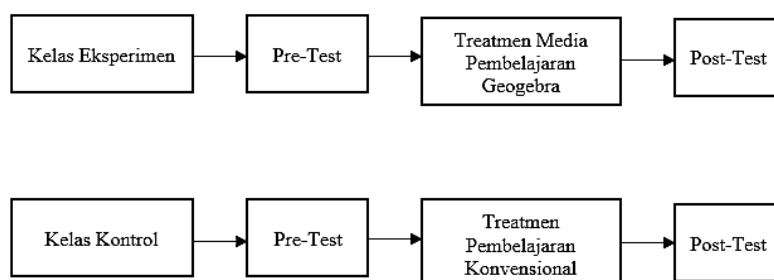 Kelas Eksperimen
Pre-Test
Treatmen Media
Pembelajaran
Geogebra
Post-Test
Kelas Kontrol
Pre-Test
Treatmen
Pembelajaran
Konvensional
Post-Test